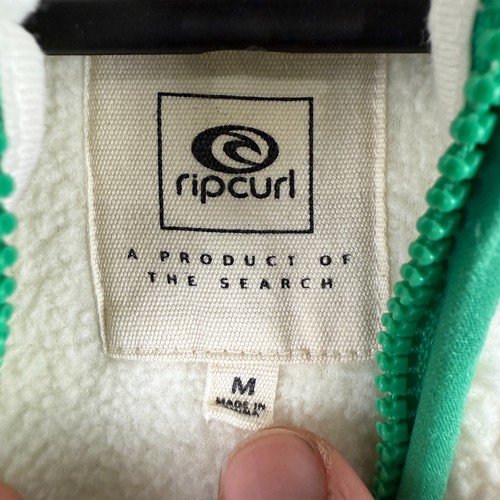 ripcurl
A PRODUCT OF
THE SEARCH
M
MADE IN